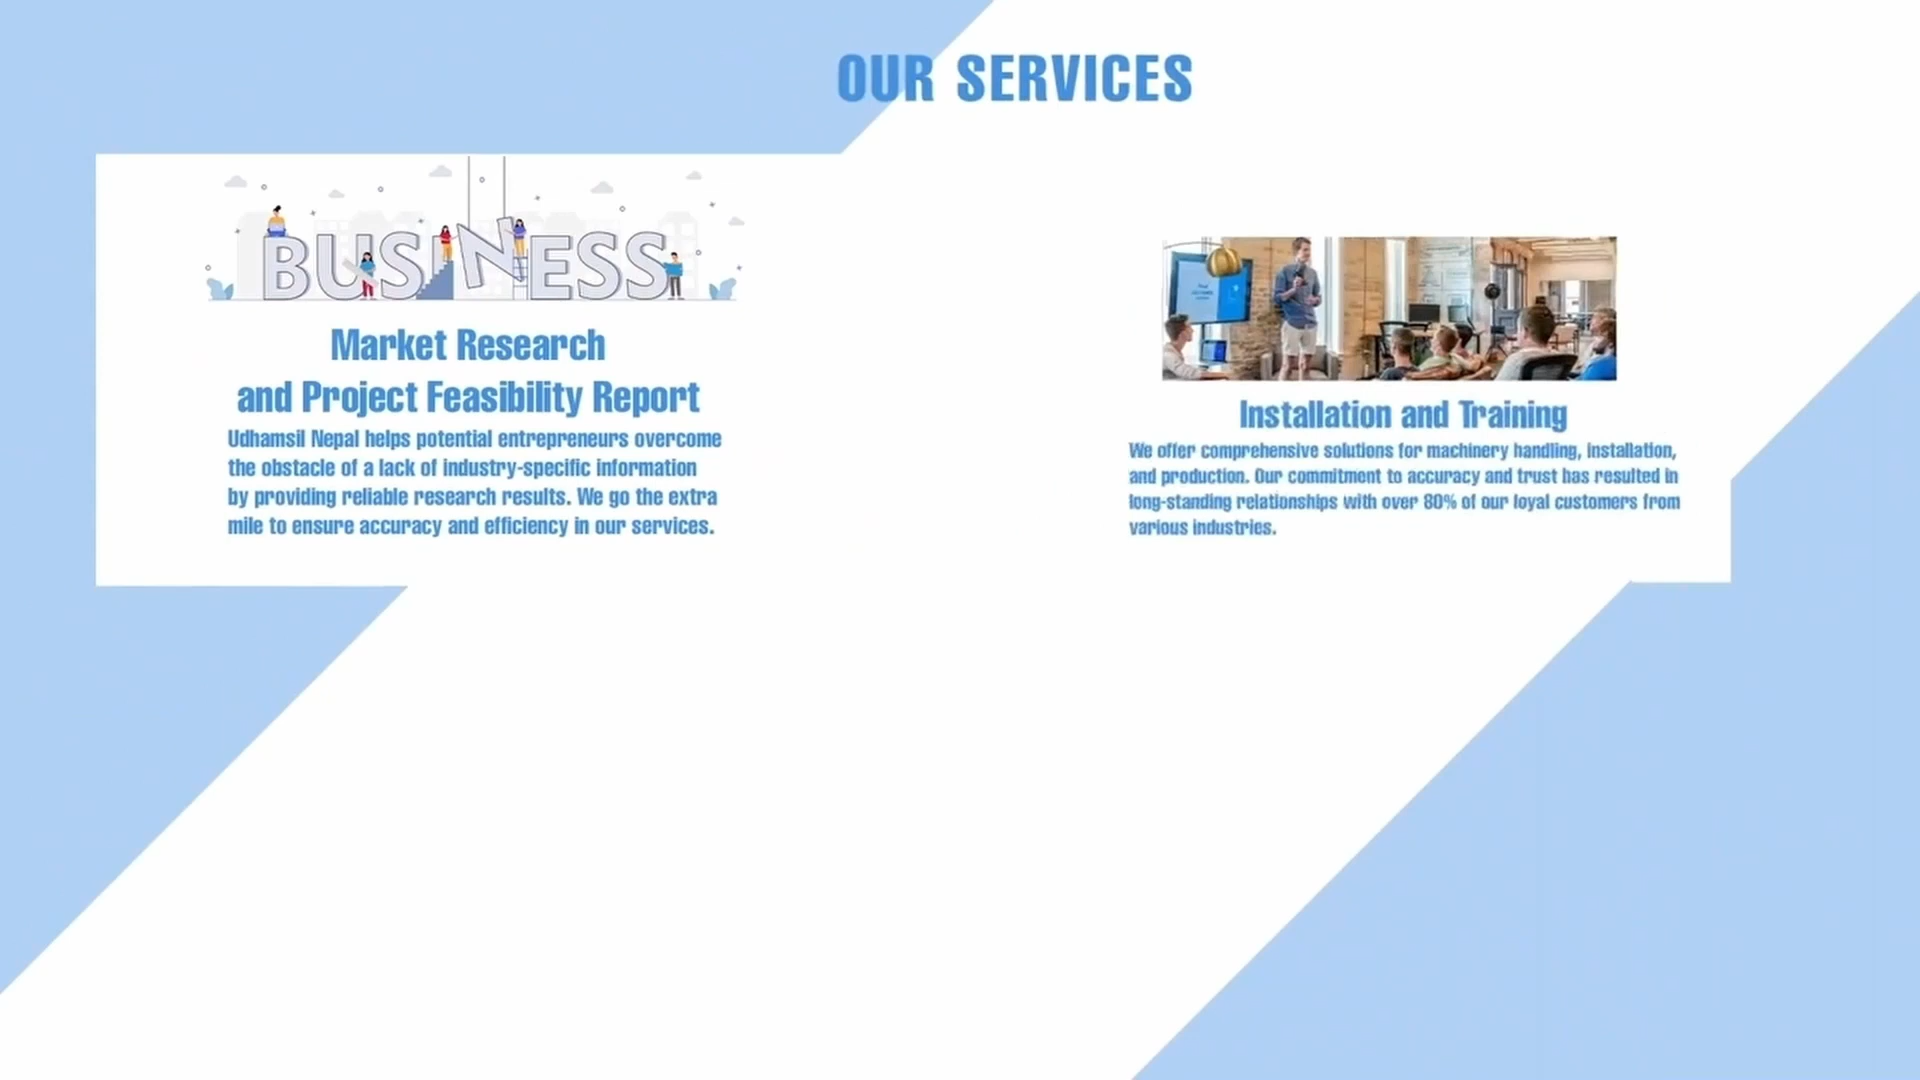 OUR SERVICES
BUSINESS
Market Research
and Project Feasibility Report
Udhamsil Nepal helps potential entrepreneurs overcome
the obstacle of a lack of industry-specific information
by providing reliable research results. We go the extra
mile to ensure accuracy and efficiency in our services.
Installation and Training
We offer comprehensive solutions for machinery handling, installation,
and production. Our commitment to accuracy and trust has resulted in
long-standing relationships with over 80% of our loyal customers from
various industries.